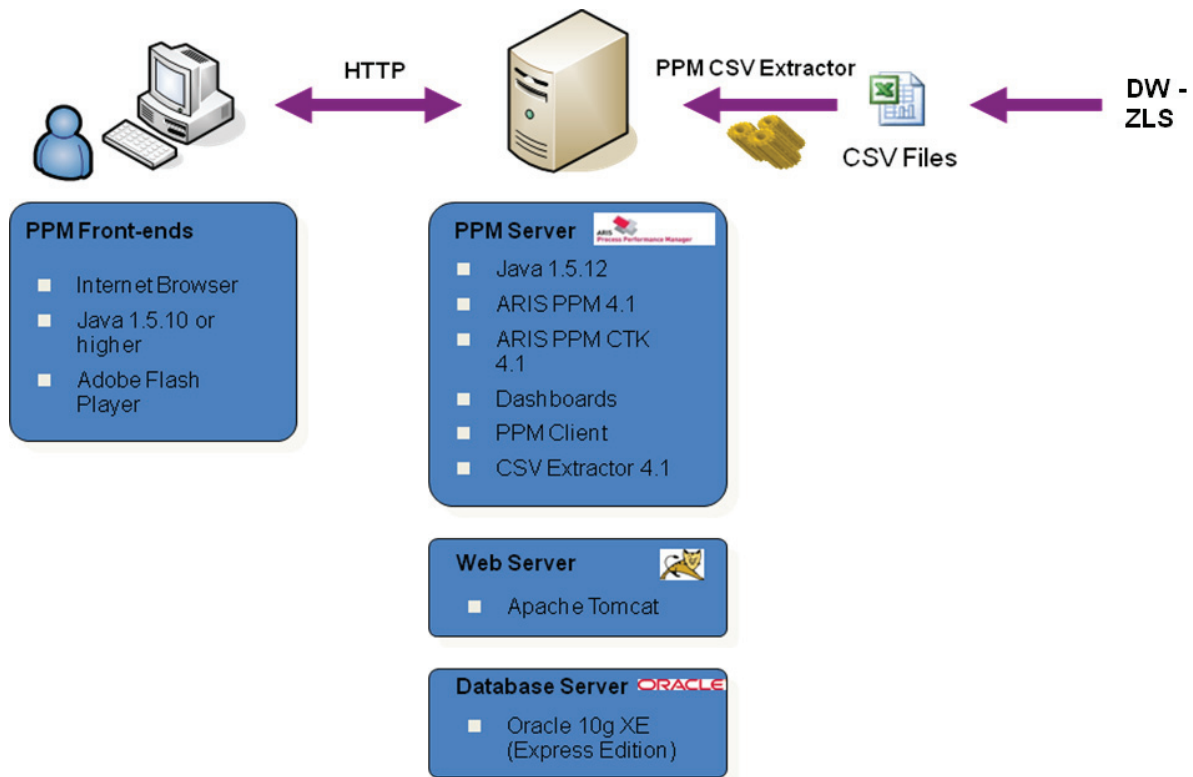 HTTP
PPM CSV Extractor
CSV Files
DW -
ZLS
PPM Front-ends
Internet Browser
Java 1.5.10 or
higher
Adobe Flash
Player
PPM Server
ARIS
Process Performance Manager
Java 1.5.12
ARIS PPM 4.1
ARIS PPM CTK
4.1
Dashboards
PPM Client
CSV Extractor 4.1
Web Server
Apache Tomcat
Database Server
ORACLE
Oracle 10g XE
(Express Edition)